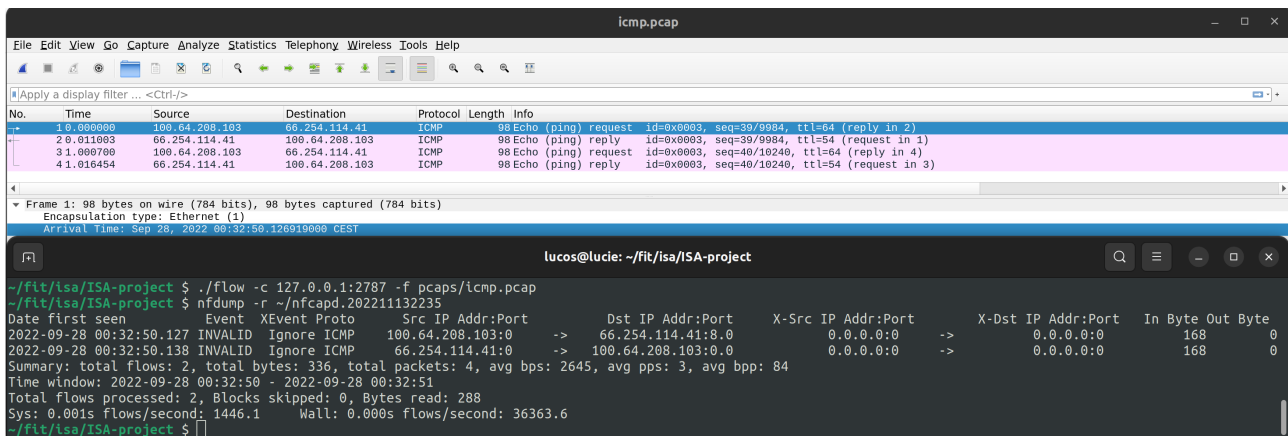 icmp.pcap
File Edit View Go Capture Analyze Statistics Telephony Wireless Tools Help
Apply a display filter ... <Ctrl-/>
No. Time Source Destination Protocol Length Info
1 0.000000 100.64.208.103 66.254.114.41 ICMP 98 Echo (ping) request id=0x0003, seq=39/9984, ttl=64 (reply in 2)
2 0.011003 66.254.114.41 100.64.208.103 ICMP 98 Echo (ping) reply id=0x0003, seq=39/9984, ttl=54 (request in 1)
3 1.000700 100.64.208.103 66.254.114.41 ICMP 98 Echo (ping) request id=0x0003, seq=40/10240, ttl=64 (reply in 4)
4 1.016454 66.254.114.41 100.64.208.103 ICMP 98 Echo (ping) reply id=0x0003, seq=40/10240, ttl=54 (request in 3)
Frame 1: 98 bytes on wire (784 bits), 98 bytes captured (784 bits)
Encapsulation type: Ethernet (1)
Arrival Time: Sep 28, 2022 00:32:50.126919000 CEST
lucos@lucie: ~/fit/isa/ISA-project
~/fit/isa/ISA-project $ ./flow -c 127.0.0.1:2787 -f pcaps/icmp.pcap
~/fit/isa/ISA-project $ nfdump -r ~/nfcapd.202211132235
Date first seen Event XEvent Proto Src IP Addr:Port Dst IP Addr:Port X-Src IP Addr:Port X-Dst IP Addr:Port In Byte Out Byte
2022-09-28 00:32:50.127 INVALID Ignore ICMP 100.64.208.103:0 -> 66.254.114.41:8.0 0.0.0.0:0 -> 0.0.0.0:0 168 0
2022-09-28 00:32:50.138 INVALID Ignore ICMP 66.254.114.41:0 -> 100.64.208.103:0.0 0.0.0.0:0 -> 0.0.0.0:0 168 0
Summary: total flows: 2, total bytes: 336, total packets: 4, avg bps: 2645, avg pps: 3, avg bpp: 84
Time window: 2022-09-28 00:32:50 - 2022-09-28 00:32:51
Total flows processed: 2, Blocks skipped: 0, Bytes read: 288
Sys: 0.001s flows/second: 1446.1 Wall: 0.000s flows/second: 36363.6
~/fit/isa/ISA-project $